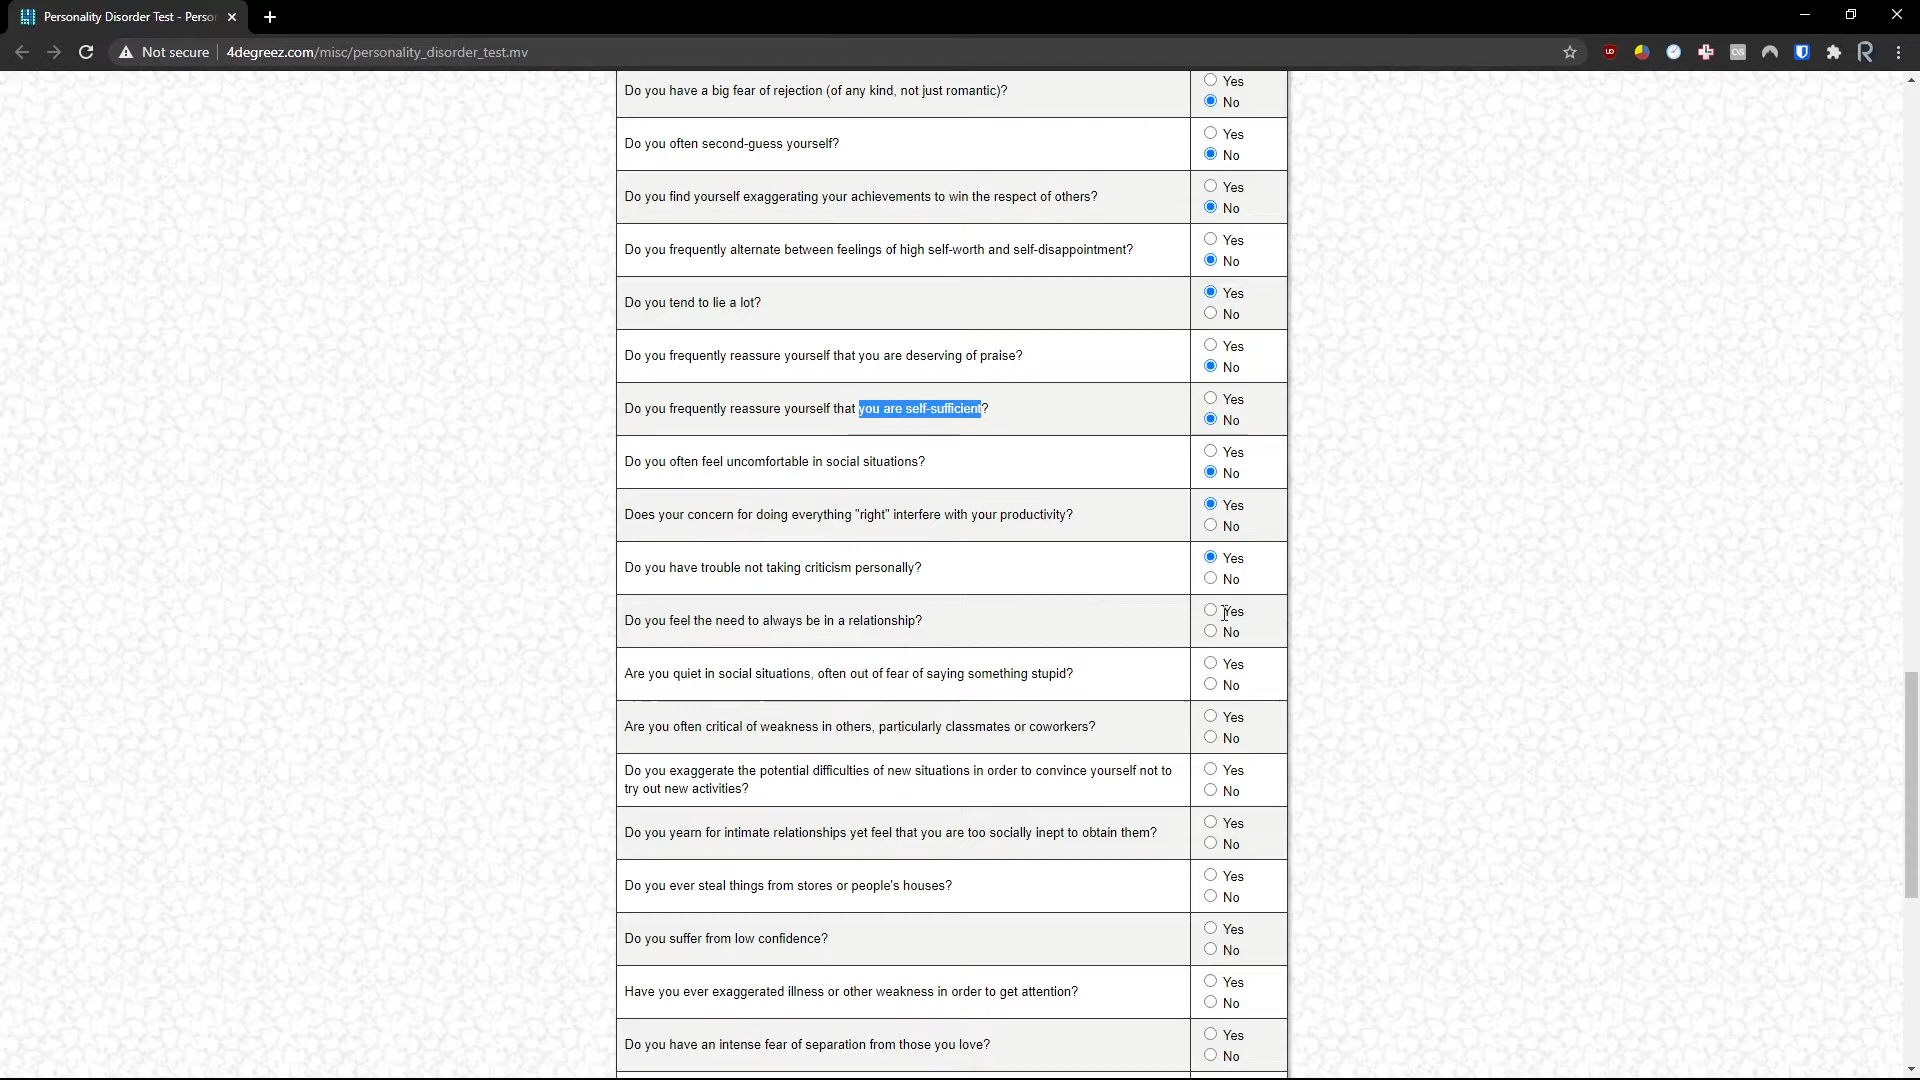 Personality Disorder Test - Perso
Not secure
4degreez.com/misc/personality_disorder_test.mv
Do you have a big fear of rejection (of any kind, not just romantic)?
Yes
No
Do you often second-guess yourself?
Yes
No
Do you find yourself exaggerating your achievements to win the respect of others?
Yes
No
Do you frequently alternate between feelings of high self-worth and self-disappointment?
Yes
No
Do you tend to lie a lot?
Yes
No
Do you frequently reassure yourself that you are deserving of praise?
Yes
No
Do you frequently reassure yourself that you are self-sufficient?
Yes
No
Do you often feel uncomfortable in social situations?
Yes
No
Does your concern for doing everything "right" interfere with your productivity?
Yes
No
Do you have trouble not taking criticism personally?
Yes
No
Do you feel the need to always be in a relationship?
Yes
No
Are you quiet in social situations, often out of fear of saying something stupid?
Yes
No
Are you often critical of weakness in others, particularly classmates or coworkers?
Yes
No
Do you exaggerate the potential difficulties of new situations in order to convince yourself not to
try out new activities?
Yes
No
Do you yearn for intimate relationships yet feel that you are too socially inept to obtain them?
Yes
No
Do you ever steal things from stores or people's houses?
Yes
No
Do you suffer from low confidence?
Yes
No
Have you ever exaggerated illness or other weakness in order to get attention?
Yes
No
Do you have an intense fear of separation from those you love?
Yes
No